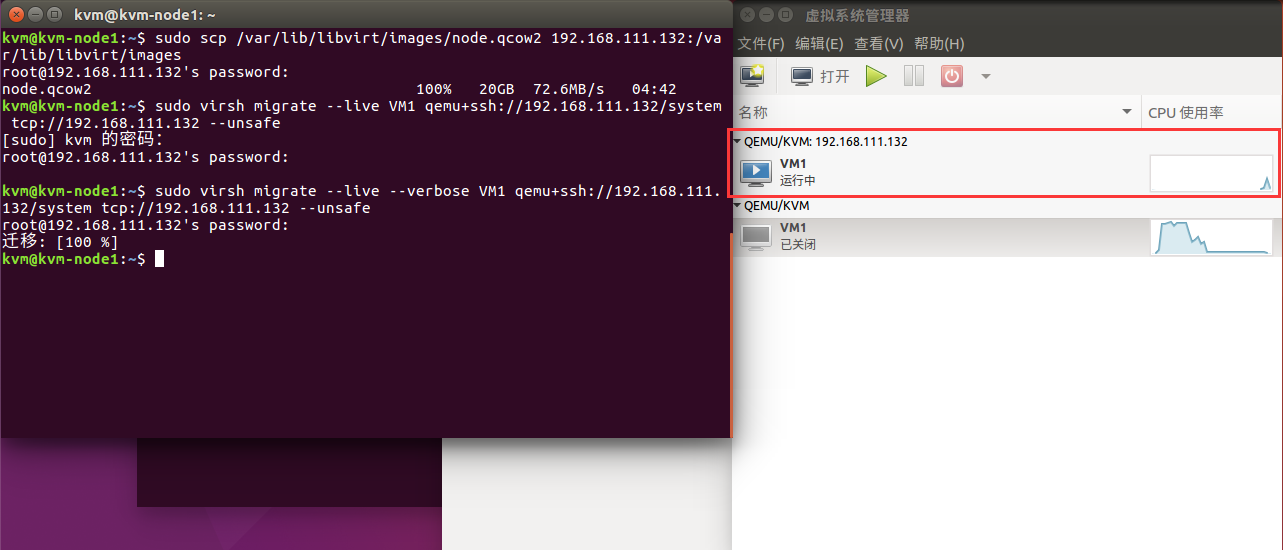 kvm@kvm-node1: ~
kvm@kvm-node1:~$ sudo scp /var/lib/libvirt/images/node.qcow2 192.168.111.132:/va
r/lib/libvirt/images
root@192.168.111.132's password:
node.qcow2 100% 20GB 72.6MB/s 04:42
kvm@kvm-node1:~$ sudo virsh migrate --live VM1 qemu+ssh://192.168.111.132/system
tcp://192.168.111.132 --unsafe
[sudo] kvm 的密码：
root@192.168.111.132's password:
kvm@kvm-node1:~$ sudo virsh migrate --live --verbose VM1 qemu+ssh://192.168.111.
132/system tcp://192.168.111.132 --unsafe
root@192.168.111.132's password:
迁移: [100 %]
kvm@kvm-node1:~$
虚拟系统管理器
文件(F) 编辑(E) 查看(V) 帮助(H)
打开
名称 CPU 使用率
QEMU/KVM: 192.168.111.132
VM1
运行中
QEMU/KVM
VM1
已关闭